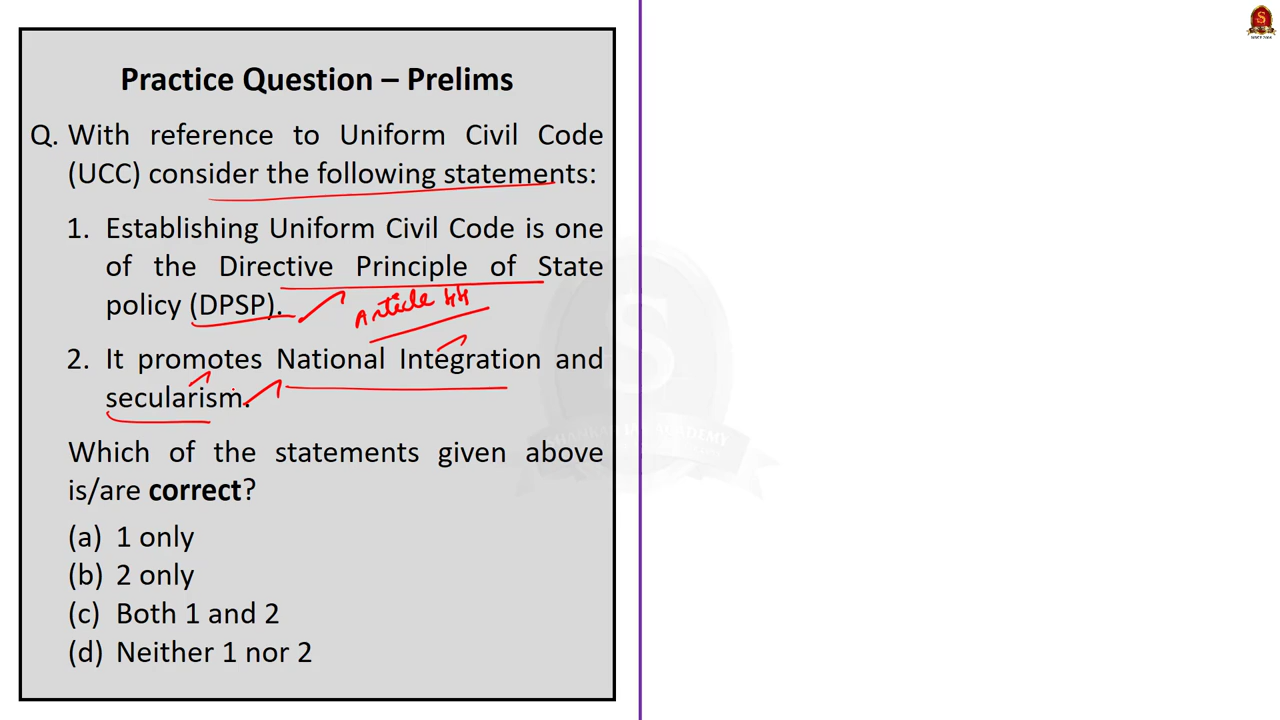 Practice Question – Prelims
Q. With reference to Uniform Civil Code
(UCC) consider the following statements:
1. Establishing Uniform Civil Code is one
of the Directive Principle of State
policy (DPSP).
Article 44
2. It promotes National Integration and
secularism.
Which of the statements given above
is/are correct?
(a) 1 only
(b) 2 only
(c) Both 1 and 2
(d) Neither 1 nor 2